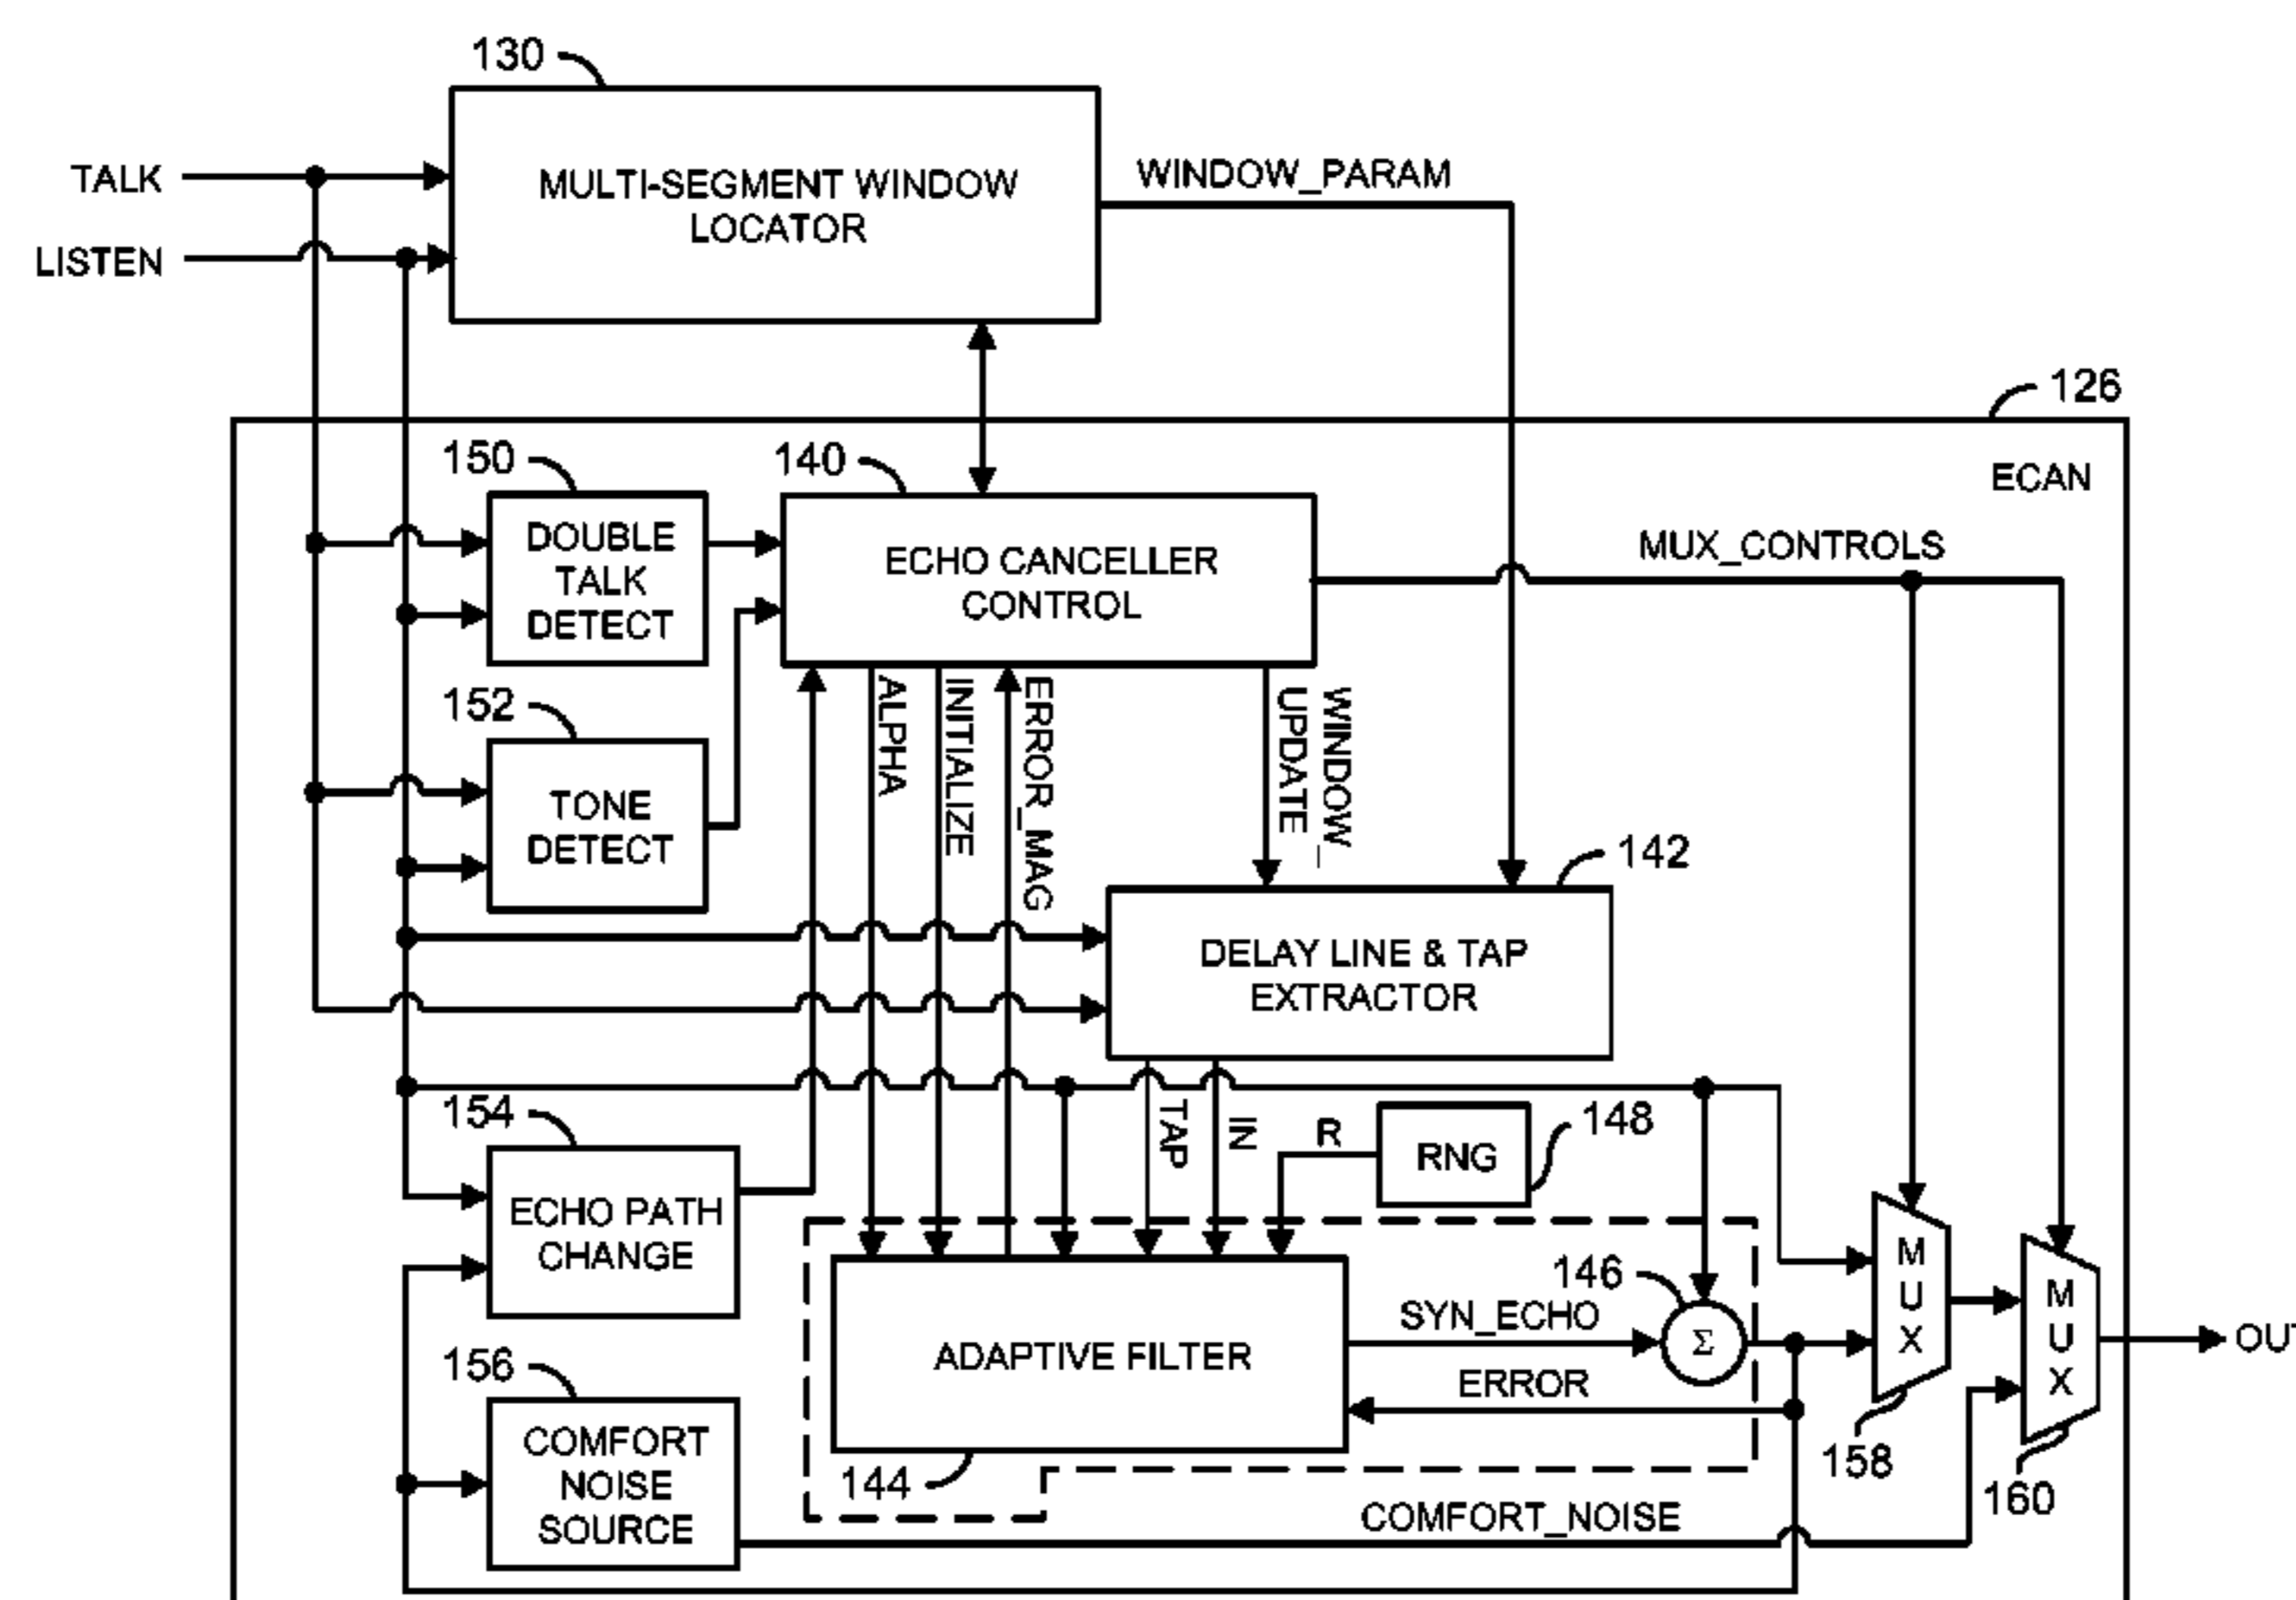 130
TALK
LISTEN
MULTI-SEGMENT WINDOW
LOCATOR
WINDOW_PARAM
126
ECAN
150
DOUBLE
TALK
DETECT
140
ECHO CANCELLER
CONTROL
MUX_CONTROLS
152
TONE
DETECT
ALPHA
INITIALIZE
ERROR_MAG
WINDOW_
UPDATE
142
DELAY LINE & TAP
EXTRACTOR
154
ECHO PATH
CHANGE
TAP
IN
R
RNG
148
146
SYN_ECHO
Σ
ERROR
ADAPTIVE FILTER
144
MUX
158
MUX
160
OUT
156
COMFORT
NOISE
SOURCE
COMFORT_NOISE